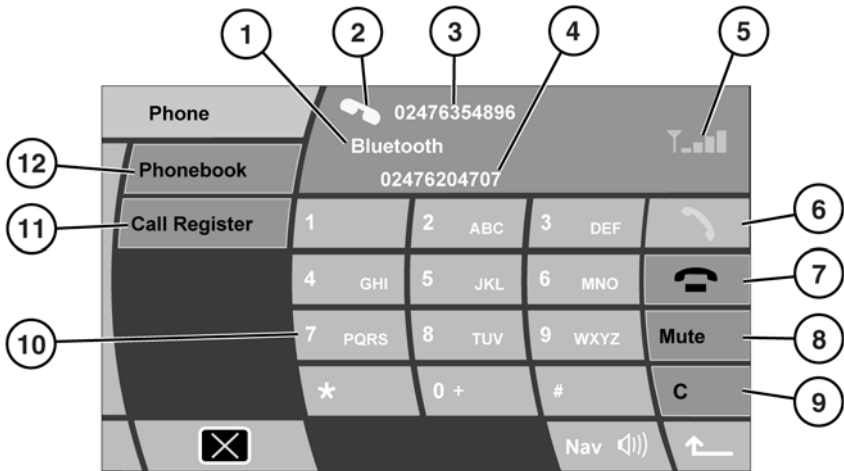 1 2 3 4 5
Phone
02476354896
Bluetooth
02476204707
12
Phonebook
11
Call Register
1
2 ABC
3 DEF
6
4 GHI
5 JKL
6 MNO
7
10
7 PQRS
8 TUV
9 WXYZ
Mute
8
*
0 +
#
C
9
Nav